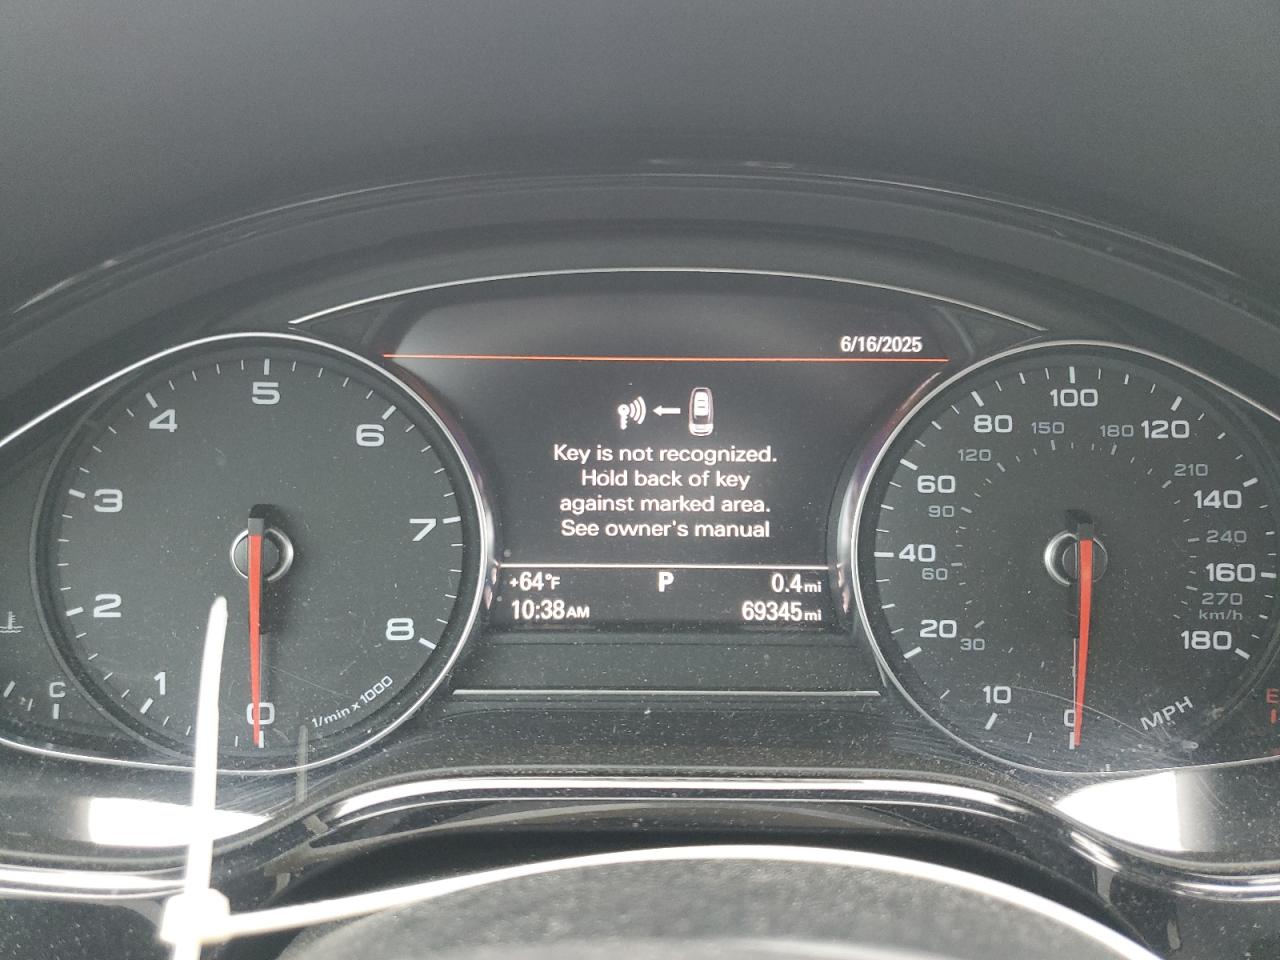 6/16/2025
Key is not recognized.
Hold back of key
against marked area.
See owner's manual
+64°F P 0.4mi
10:38AM 69345mi
0 1 2 3 4 5 6 7 8
1/min x 1000
C
0 10 20 40 60 80 100 120 140 160 180
MPH
30 60 90 120 150 180 210 240 270
km/h
E